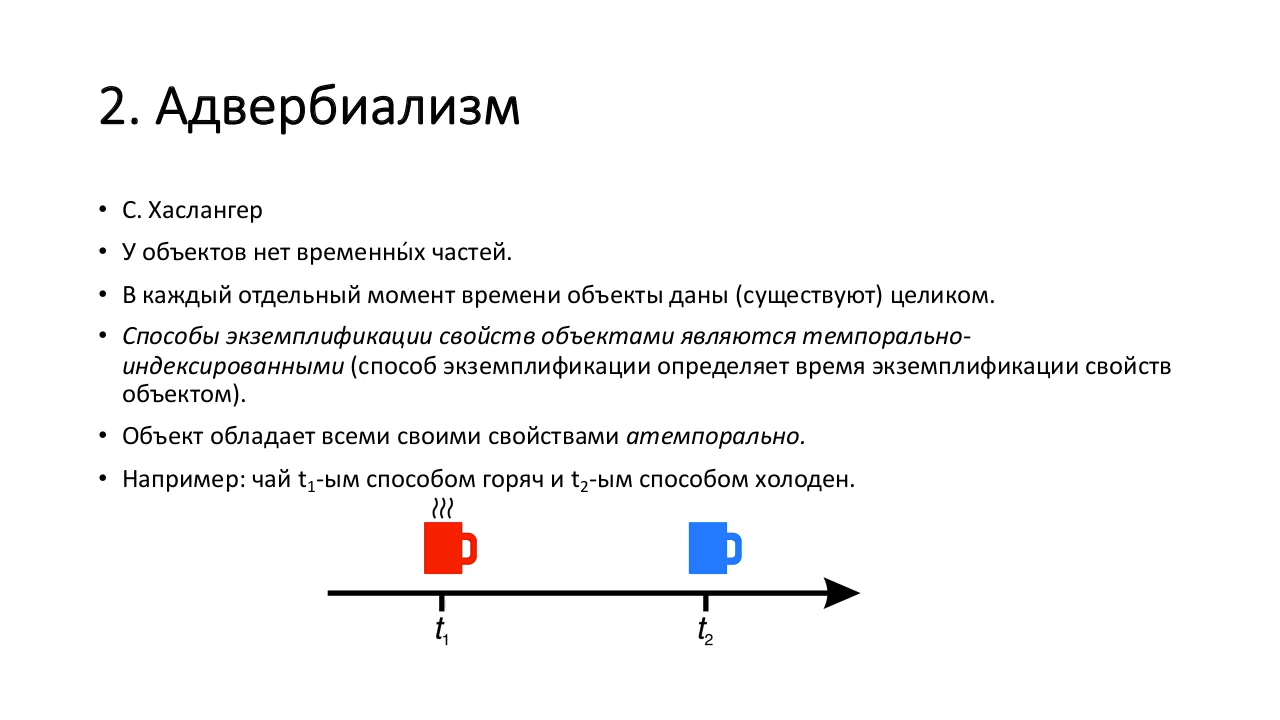 2. Адвербиализм
• С. Хаслангер
• У объектов нет временны́х частей.
• В каждый отдельный момент времени объекты даны (существуют) целиком.
• Способы экземплификации свойств объектами являются темпорально-
индексированными (способ экземплификации определяет время экземплификации свойств
объектом).
• Объект обладает всеми своими свойствами атемпорально.
• Например: чай t₁-ым способом горяч и t₂-ым способом холоден.
t₁ t₂